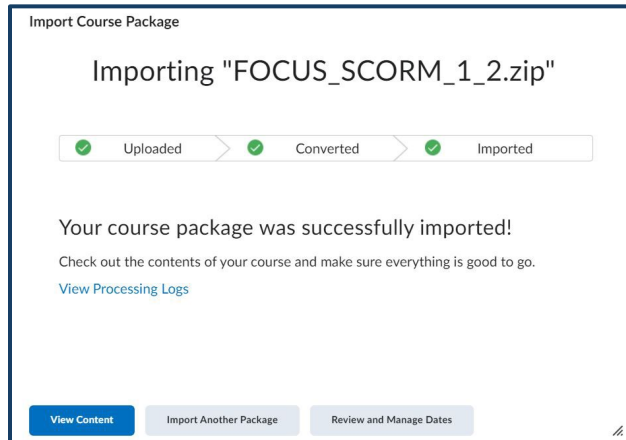 Import Course Package
Importing "FOCUS_SCORM_1_2.zip"
Uploaded Converted Imported
Your course package was successfully imported!
Check out the contents of your course and make sure everything is good to go.
View Processing Logs
View Content Import Another Package Review and Manage Dates